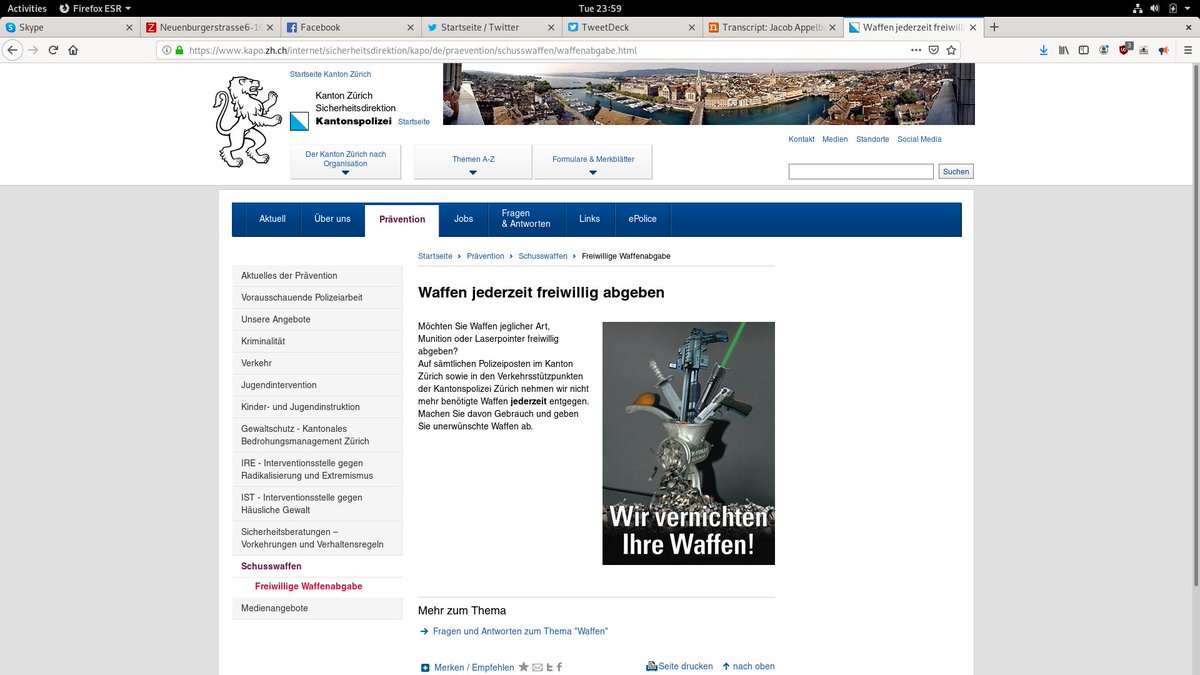 Activities
Firefox ESR
Tue 23:59
Skype
Neuenburgerstrasse6-10
Facebook
Startseite / Twitter
TweetDeck
Transcript: Jacob Appelb
Waffen jederzeit freiwill
https://www.kapo.zh.ch/internet/sicherheitsdirektion/kapo/de/praevention/schusswaffen/waffenabgabe.html
Startseite Kanton Zürich
Kanton Zürich
Sicherheitsdirektion
Kantonspolizei Startseite
Kontakt Medien Standorte Social Media
Der Kanton Zürich nach
Organisation
Themen A-Z
Formulare & Merkblätter
Suchen
Aktuell
Über uns
Prävention
Jobs
Fragen
& Antworten
Links
ePolice
Startseite › Prävention › Schusswaffen › Freiwillige Waffenabgabe
Aktuelles der Prävention
Vorausschauende Polizeiarbeit
Unsere Angebote
Kriminalität
Verkehr
Jugendintervention
Kinder- und Jugendinstruktion
Gewaltschutz - Kantonales
Bedrohungsmanagement Zürich
IRE - Interventionsstelle gegen
Radikalisierung und Extremismus
IST - Interventionsstelle gegen
Häusliche Gewalt
Sicherheitsberatungen –
Vorkehrungen und Verhaltensregeln
Schusswaffen
Freiwillige Waffenabgabe
Medienangebote
Waffen jederzeit freiwillig abgeben
Möchten Sie Waffen jeglicher Art,
Munition oder Laserpointer freiwillig
abgeben?
Auf sämtlichen Polizeiposten im Kanton
Zürich sowie in den Verkehrsstützpunkten
der Kantonspolizei Zürich nehmen wir nicht
mehr benötigte Waffen jederzeit entgegen.
Machen Sie davon Gebrauch und geben
Sie unerwünschte Waffen ab.
Wir vernichten
Ihre Waffen!
Mehr zum Thema
Fragen und Antworten zum Thema "Waffen"
Merken / Empfehlen
Seite drucken
nach oben